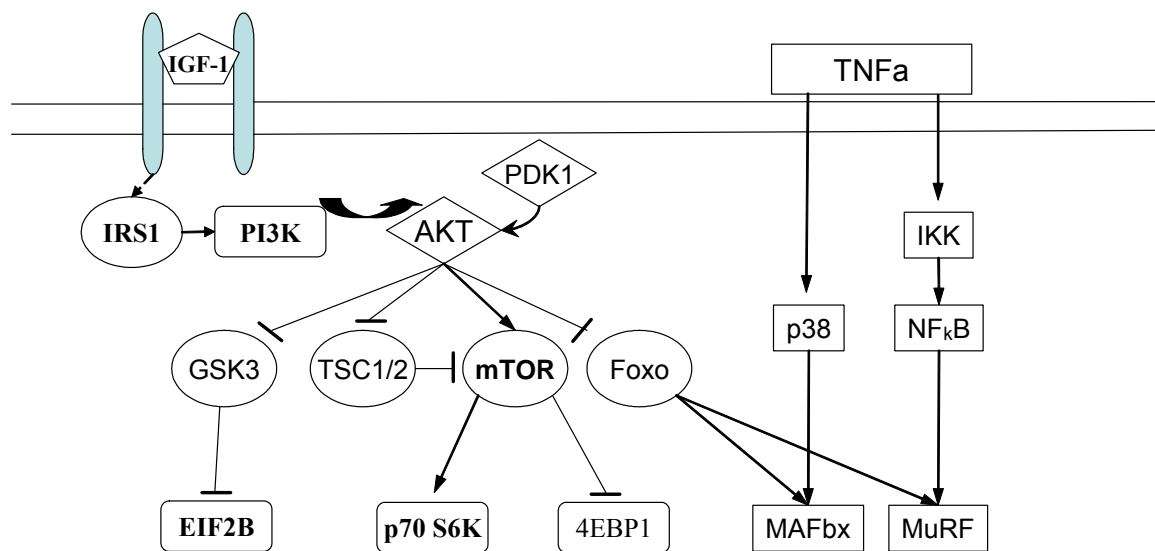 IGF-1
TNFa
PDK1
IRS1
PI3K
AKT
IKK
p38
NFkB
GSK3
TSC1/2
mTOR
Foxo
EIF2B
p70 S6K
4EBP1
MAFbx
MuRF